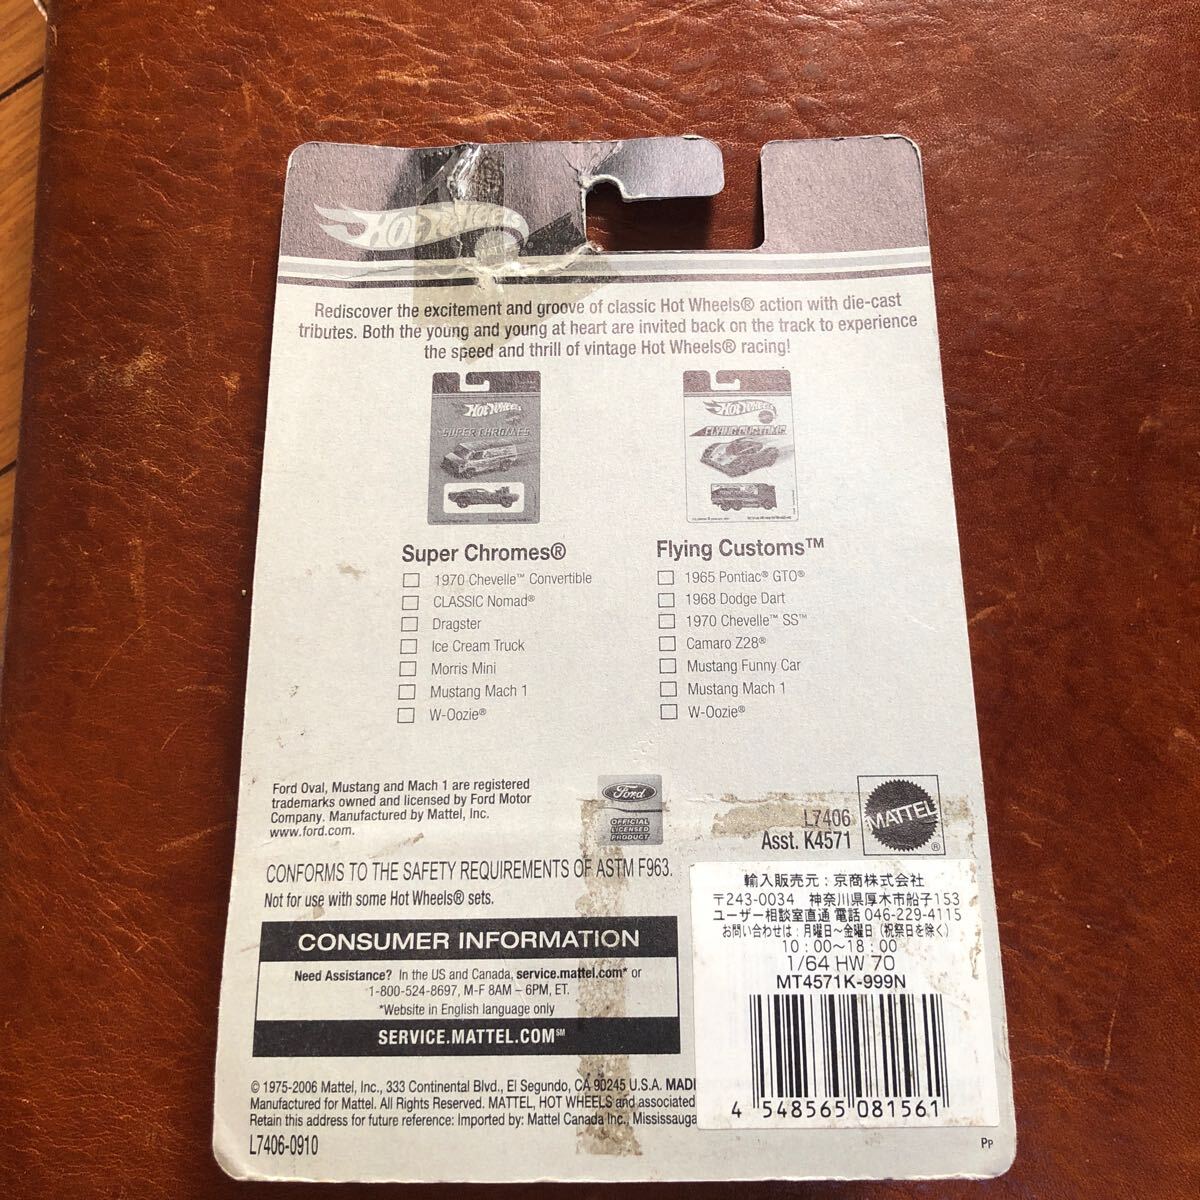 HOT WHEELS
Rediscover the excitement and groove of classic Hot Wheels® action with die-cast
tributes. Both the young and young at heart are invited back on the track to experience
the speed and thrill of vintage Hot Wheels® racing!
HOT WHEELS
SUPER CHROMES
HOT WHEELS
FLYING CUSTOMS
Super Chromes®
1970 Chevelle™ Convertible
CLASSIC Nomad®
Dragster
Ice Cream Truck
Morris Mini
Mustang Mach 1
W-Oozie®
Flying Customs™
1965 Pontiac® GTO®
1968 Dodge Dart
1970 Chevelle™ SS™
Camaro Z28®
Mustang Funny Car
Mustang Mach 1
W-Oozie®
Ford Oval, Mustang and Mach 1 are registered
trademarks owned and licensed by Ford Motor
Company. Manufactured by Mattel, Inc.
www.ford.com.
Ford
OFFICIAL
LICENSED
PRODUCT
L7406
Asst. K4571
MATTEL®
CONFORMS TO THE SAFETY REQUIREMENTS OF ASTM F963.
Not for use with some Hot Wheels® sets.
CONSUMER INFORMATION
Need Assistance? In the US and Canada, service.mattel.com* or
1-800-524-8697, M-F 8AM – 6PM, ET.
*Website in English language only
SERVICE.MATTEL.COM℠
輸入販売元：京商株式会社
〒243-0034 神奈川県厚木市船子153
ユーザー相談室直通 電話 046-229-4115
お問い合わせは：月曜日～金曜日（祝祭日を除く）
10：00～18：00
1/64 HW 70
MT4571K-999N
4 548565 081561
© 1975-2006 Mattel, Inc., 333 Continental Blvd., El Segundo, CA 90245 U.S.A. MADE
Manufactured for Mattel. All Rights Reserved. MATTEL, HOT WHEELS and associated
Retain this address for future reference: Imported by: Mattel Canada Inc., Mississauga
L7406-0910
PP